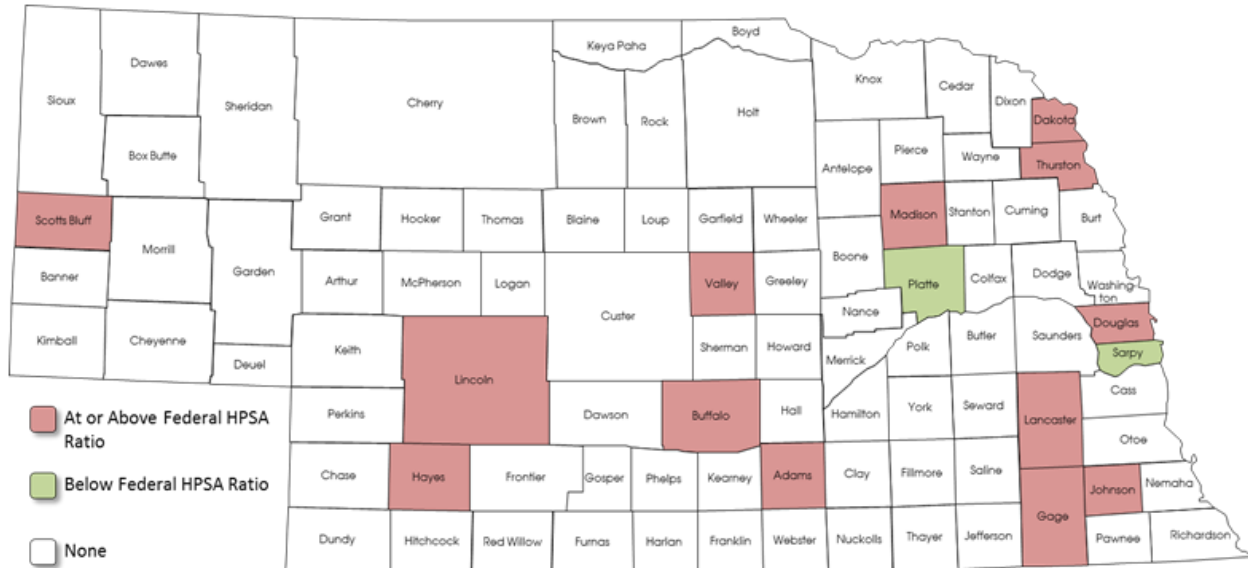 Boyd
Keya Paha
Dawes
Knox
Cedar
Sioux
Sheridan
Cherry
Dixon
Holt
Brown
Rock
Dakota
Pierce
Box Butte
Wayne
Thurston
Antelope
Scotts Bluff
Grant
Hooker
Thomas
Blaine
Loup
Garfield
Wheeler
Madison
Stanton
Cuming
Burt
Morrill
Boone
Banner
Garden
Arthur
McPherson
Logan
Valley
Greeley
Platte
Colfax
Dodge
Washing
ton
Nance
Custer
Douglas
Kimball
Cheyenne
Keith
Sherman
Howard
Merrick
Polk
Butler
Saunders
Sarpy
Deuel
Lincoln
Cass
Perkins
Dawson
Buffalo
Hall
Hamilton
York
Seward
Lancaster
Otoe
Chase
Hayes
Frontier
Gosper
Phelps
Kearney
Adams
Clay
Fillmore
Saline
Johnson
Nemaha
Gage
Dundy
Hitchcock
Red Willow
Furnas
Harlan
Franklin
Webster
Nuckolls
Thayer
Jefferson
Pawnee
Richardson
At or Above Federal HPSA
Ratio
Below Federal HPSA Ratio
None